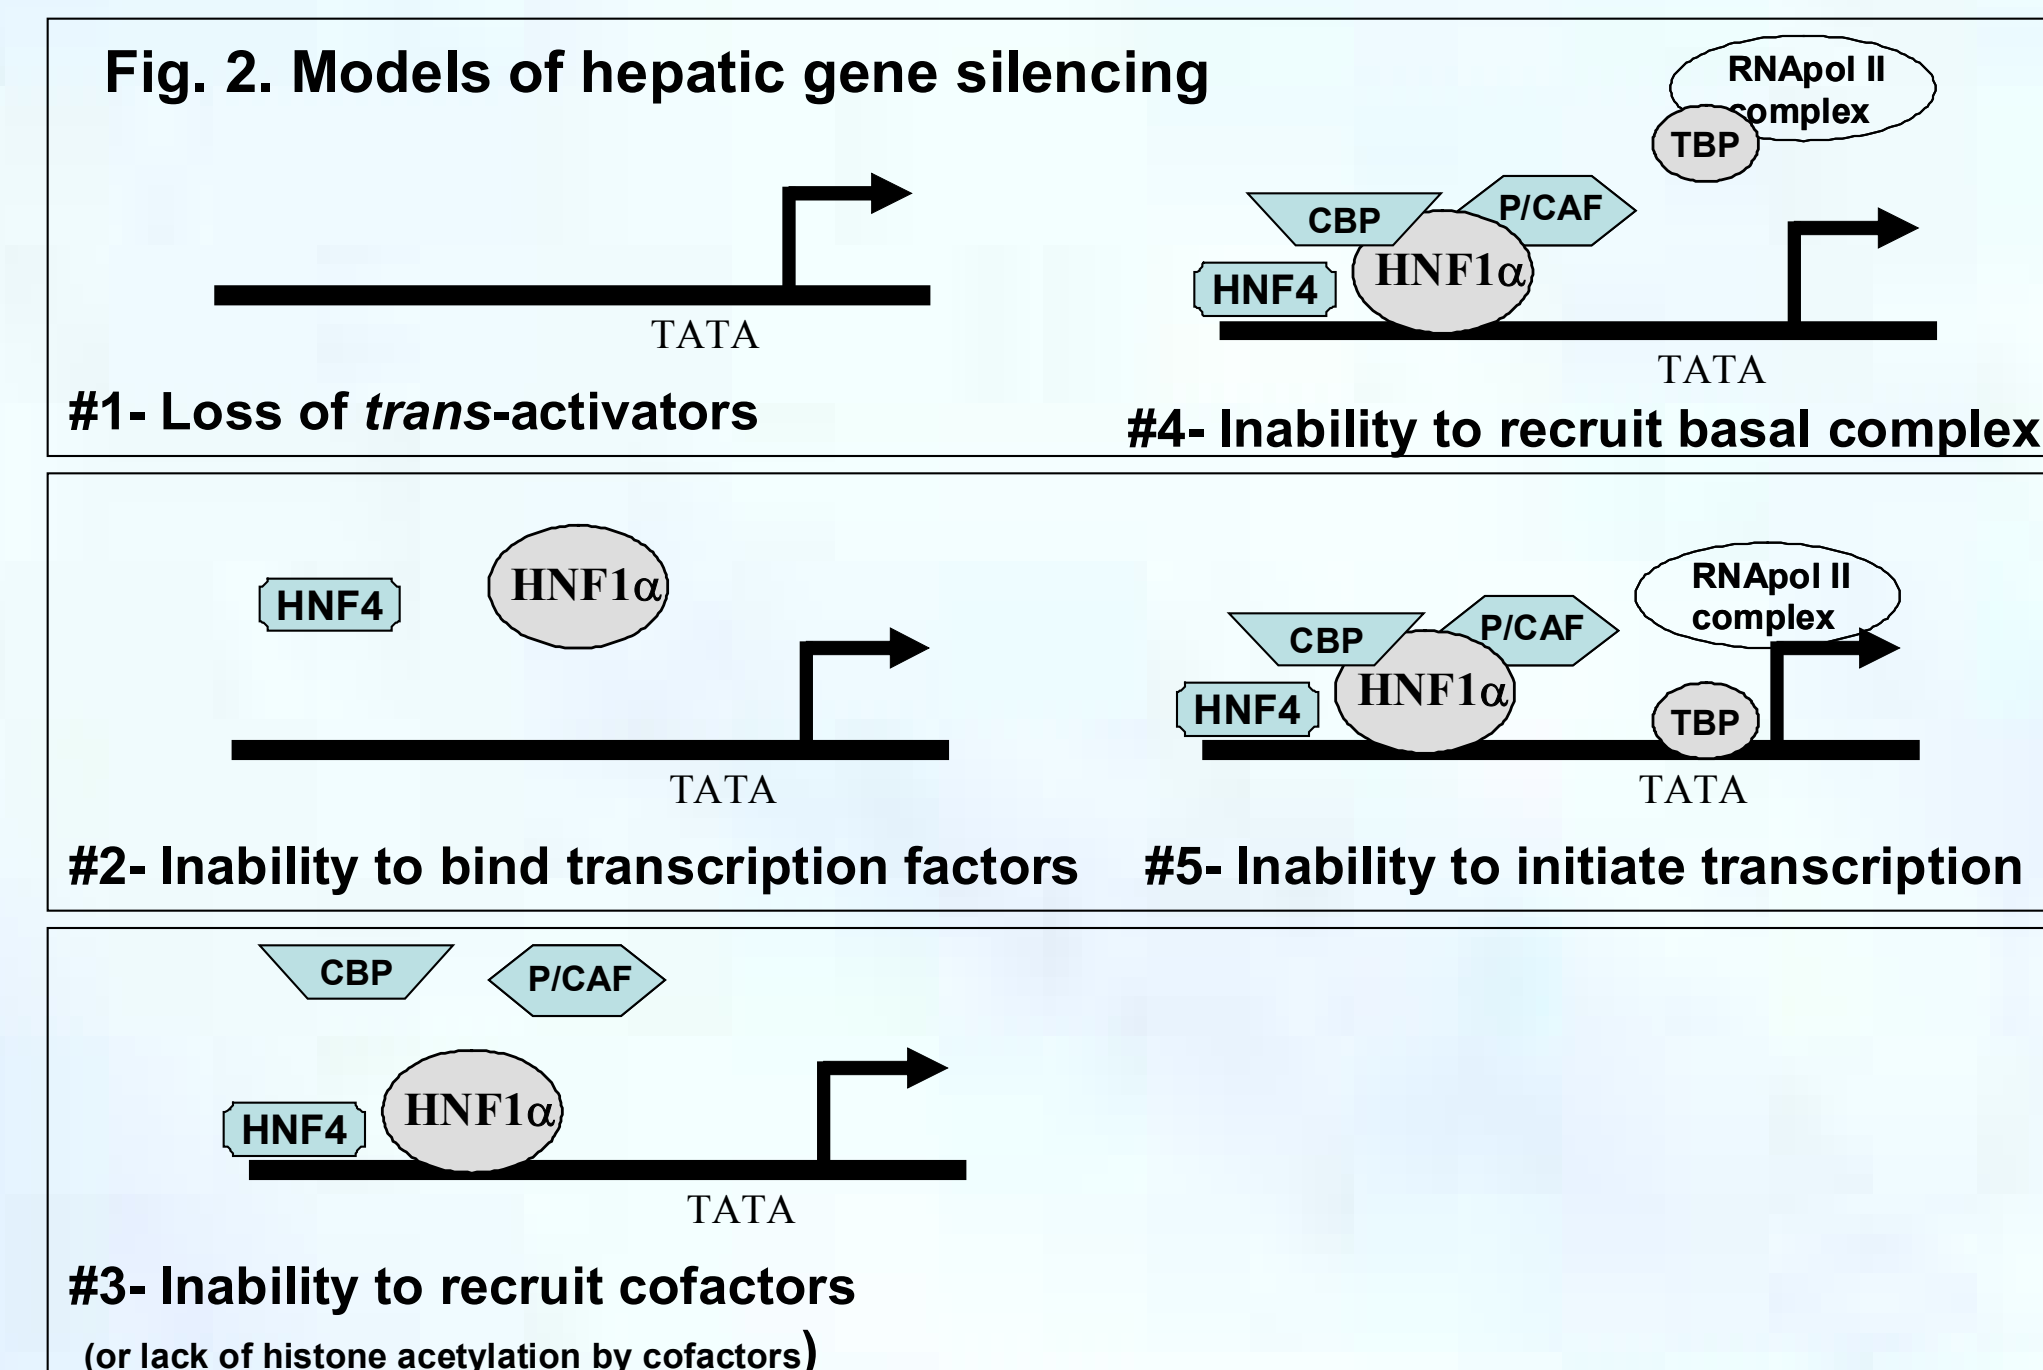 Fig. 2. Models of hepatic gene silencing
TATA
#1- Loss of trans-activators
RNApol II
complex
TBP
CBP
P/CAF
HNF1α
HNF4
TATA
#4- Inability to recruit basal complex
HNF4
HNF1α
TATA
#2- Inability to bind transcription factors
RNApol II
complex
CBP
P/CAF
HNF1α
HNF4
TBP
TATA
#5- Inability to initiate transcription
CBP
P/CAF
HNF1α
HNF4
TATA
#3- Inability to recruit cofactors
(or lack of histone acetylation by cofactors)